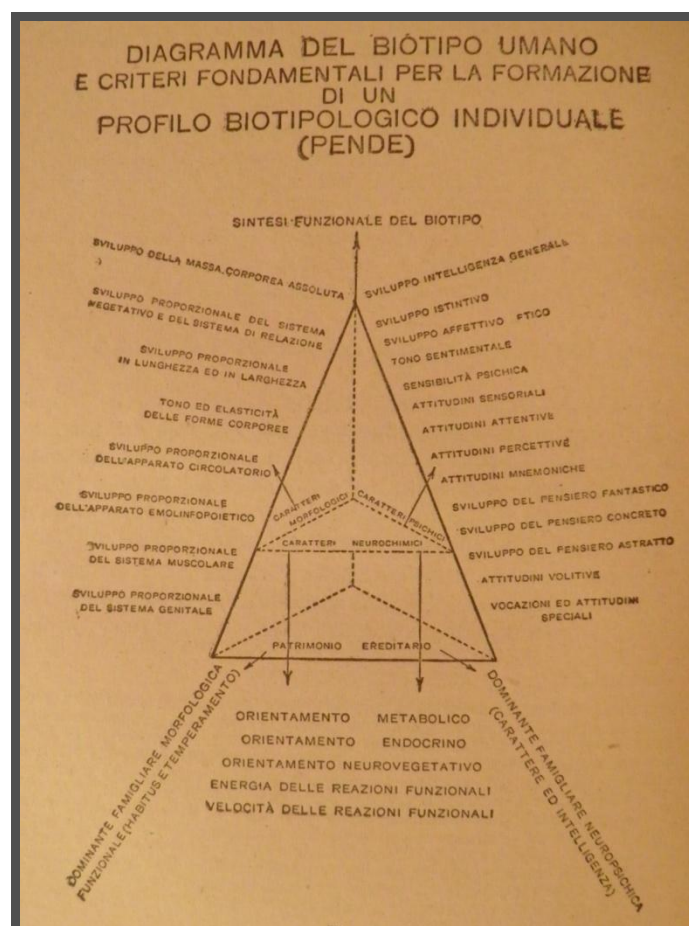 DIAGRAMMA DEL BIÒTIPO UMANO
E CRITERI FONDAMENTALI PER LA FORMAZIONE
DI UN
PROFILO BIOTIPOLOGICO INDIVIDUALE
(PENDE)
SINTESI FUNZIONALE DEL BIOTIPO
SVILUPPO DELLA MASSA CORPOREA ASSOLUTA
SVILUPPO PROPORZIONALE DEL SISTEMA
VEGETATIVO E DEL SISTEMA DI RELAZIONE
SVILUPPO PROPORZIONALE
IN LUNGHEZZA ED IN LARGHEZZA
TONO ED ELASTICITÀ
DELLE FORME CORPOREE
SVILUPPO PROPORZIONALE
DELL'APPARATO CIRCOLATORIO
SVILUPPO PROPORZIONALE
DELL'APPARATO EMOLINFOPOIETICO
SVILUPPO PROPORZIONALE
DEL SISTEMA MUSCOLARE
SVILUPPO PROPORZIONALE
DEL SISTEMA GENITALE
SVILUPPO INTELLIGENZA GENERALE
SVILUPPO ISTINTIVO
SVILUPPO AFFETTIVO
TONO SENTIMENTALE
SENSIBILITÀ PSICHICA
ATTITUDINI SENSORIALI
ATTITUDINI ATTENTIVE
ATTITUDINI PERCETTIVE
ATTITUDINI MNEMONICHE
SVILUPPO DEL PENSIERO FANTASTICO
SVILUPPO DEL PENSIERO CONCRETO
SVILUPPO DEL PENSIERO ASTRATTO
ATTITUDINI VOLITIVE
VOCAZIONI ED ATTITUDINI
SPECIALI
CARATTERI
MORFOLOGICI
CARATTERI PSICHICI
CARATTERI NEUROCHIMICI
PATRIMONIO EREDITARIO
DOMINANTE FAMIGLIARE MORFOLOGICA
FUNZIONALE (HABITUS E TEMPERAMENTO)
DOMINANTE FAMIGLIARE NEUROPSICHICA
(CARATTERE ED INTELLIGENZA)
ORIENTAMENTO METABOLICO
ORIENTAMENTO ENDOCRINO
ORIENTAMENTO NEUROVEGETATIVO
ENERGIA DELLE REAZIONI FUNZIONALI
VELOCITÀ DELLE REAZIONI FUNZIONALI